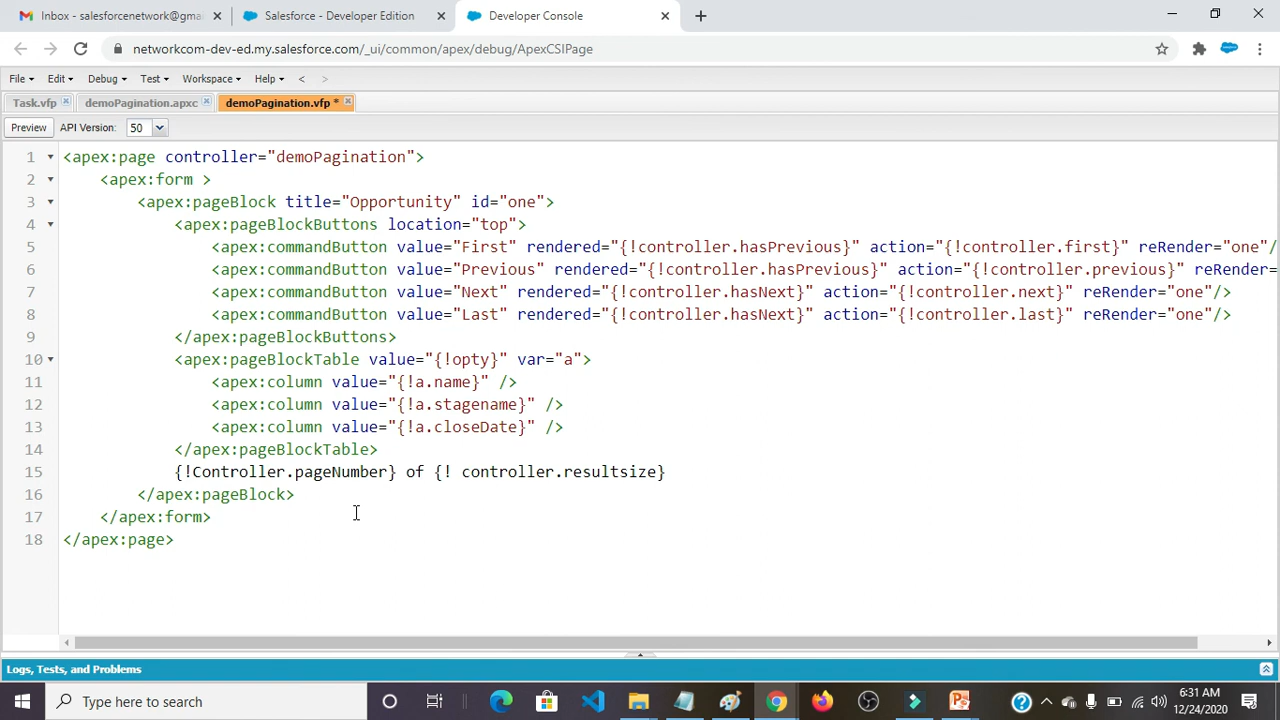 Inbox - salesforcenetwork@gmai
Salesforce - Developer Edition
Developer Console
networkcom-dev-ed.my.salesforce.com/_ui/common/apex/debug/ApexCSIPage
File Edit Debug Test Workspace Help < >
Task.vfp demoPagination.apxc demoPagination.vfp *
Preview API Version: 50
1 <apex:page controller="demoPagination">
2 <apex:form >
3 <apex:pageBlock title="Opportunity" id="one">
4 <apex:pageBlockButtons location="top">
5 <apex:commandButton value="First" rendered="{!controller.hasPrevious}" action="{!controller.first}" reRender="one"/
6 <apex:commandButton value="Previous" rendered="{!controller.hasPrevious}" action="{!controller.previous}" reRender=
7 <apex:commandButton value="Next" rendered="{!controller.hasNext}" action="{!controller.next}" reRender="one"/>
8 <apex:commandButton value="Last" rendered="{!controller.hasNext}" action="{!controller.last}" reRender="one"/>
9 </apex:pageBlockButtons>
10 <apex:pageBlockTable value="{!opty}" var="a">
11 <apex:column value="{!a.name}" />
12 <apex:column value="{!a.stagename}" />
13 <apex:column value="{!a.closeDate}" />
14 </apex:pageBlockTable>
15 {!Controller.pageNumber} of {! controller.resultsize}
16 </apex:pageBlock>
17 </apex:form>
18 </apex:page>
Logs, Tests, and Problems
Type here to search
6:31 AM
12/24/2020